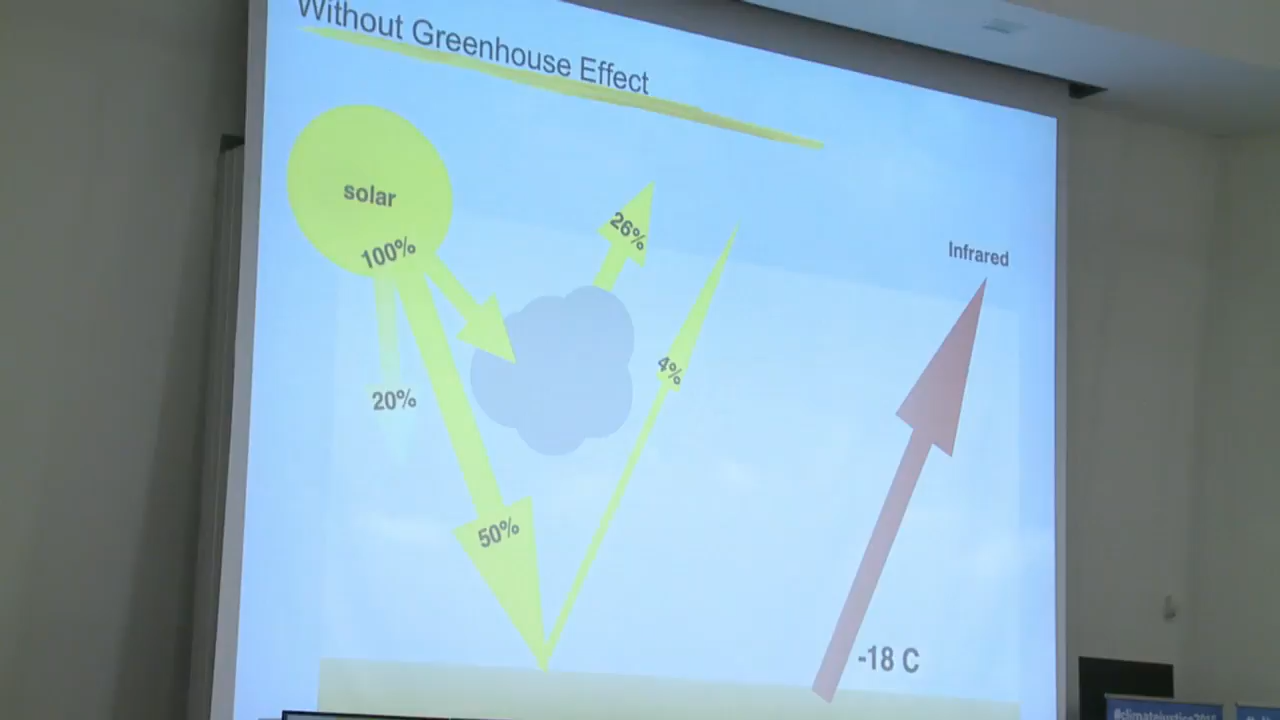 Without Greenhouse Effect
solar
100%
26%
Infrared
4%
20%
50%
-18 C